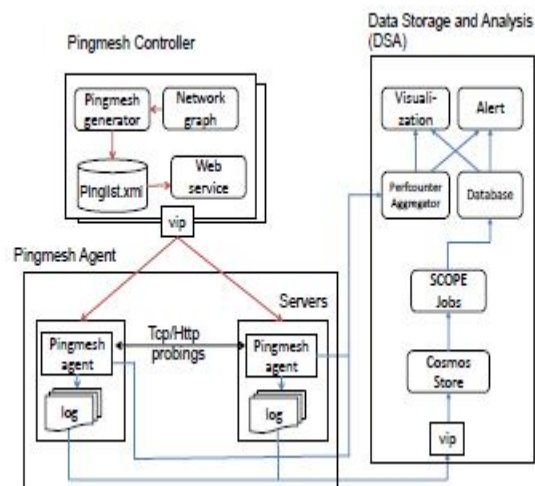 Pingmesh Controller
Pingmesh
generator
Network
graph
Pinglist.xml
Web
service
vip
Pingmesh Agent
Servers
Tcp/Http
probings
Pingmesh
agent
log
Pingmesh
agent
log
Data Storage and Analysis
(DSA)
Visuali-
zation
Alert
Perfcounter
Aggregator
Database
SCOPE
Jobs
Cosmos
Store
vip